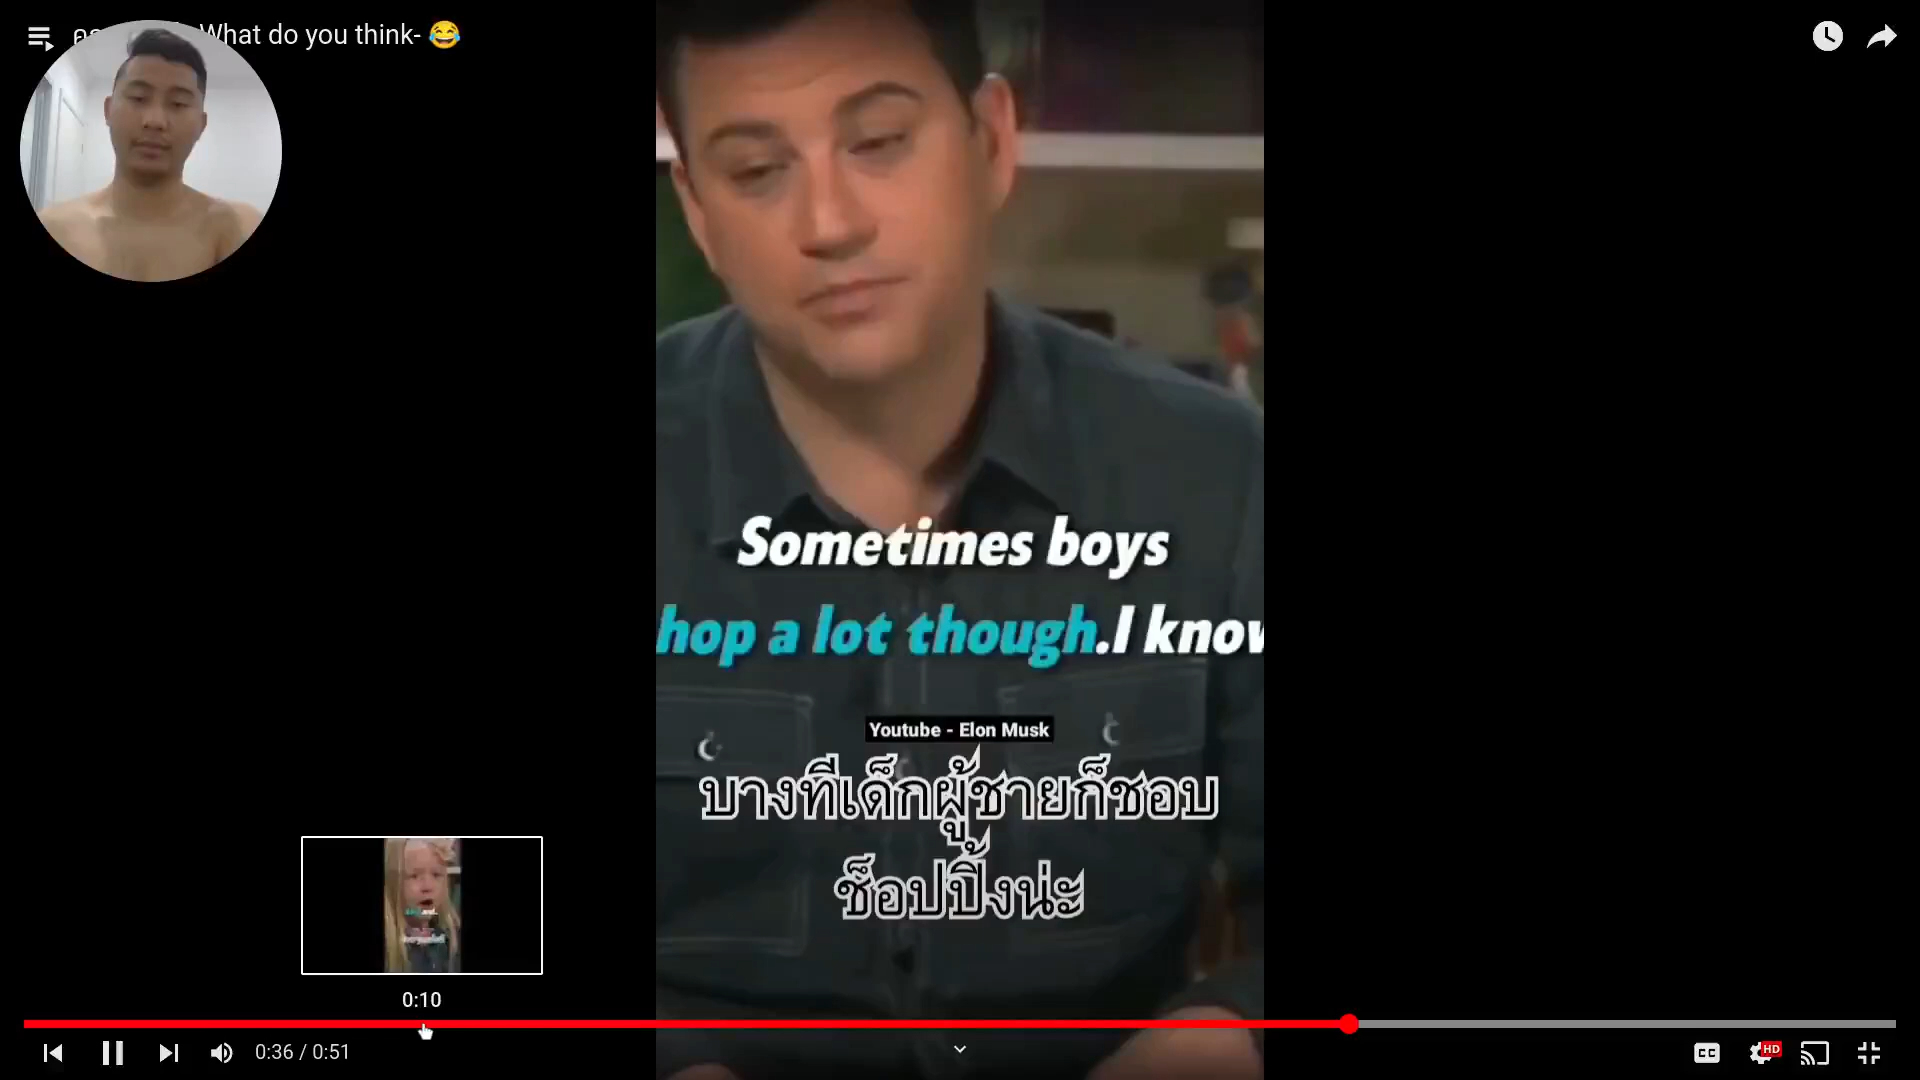 What do you think- 😂
Sometimes boys
hop a lot though.I know
Youtube - Elon Musk
บางทีเด็กผู้ชายก็ชอบ
ช็อปปิ้งน่ะ
0:10
0:36 / 0:51
CC
HD